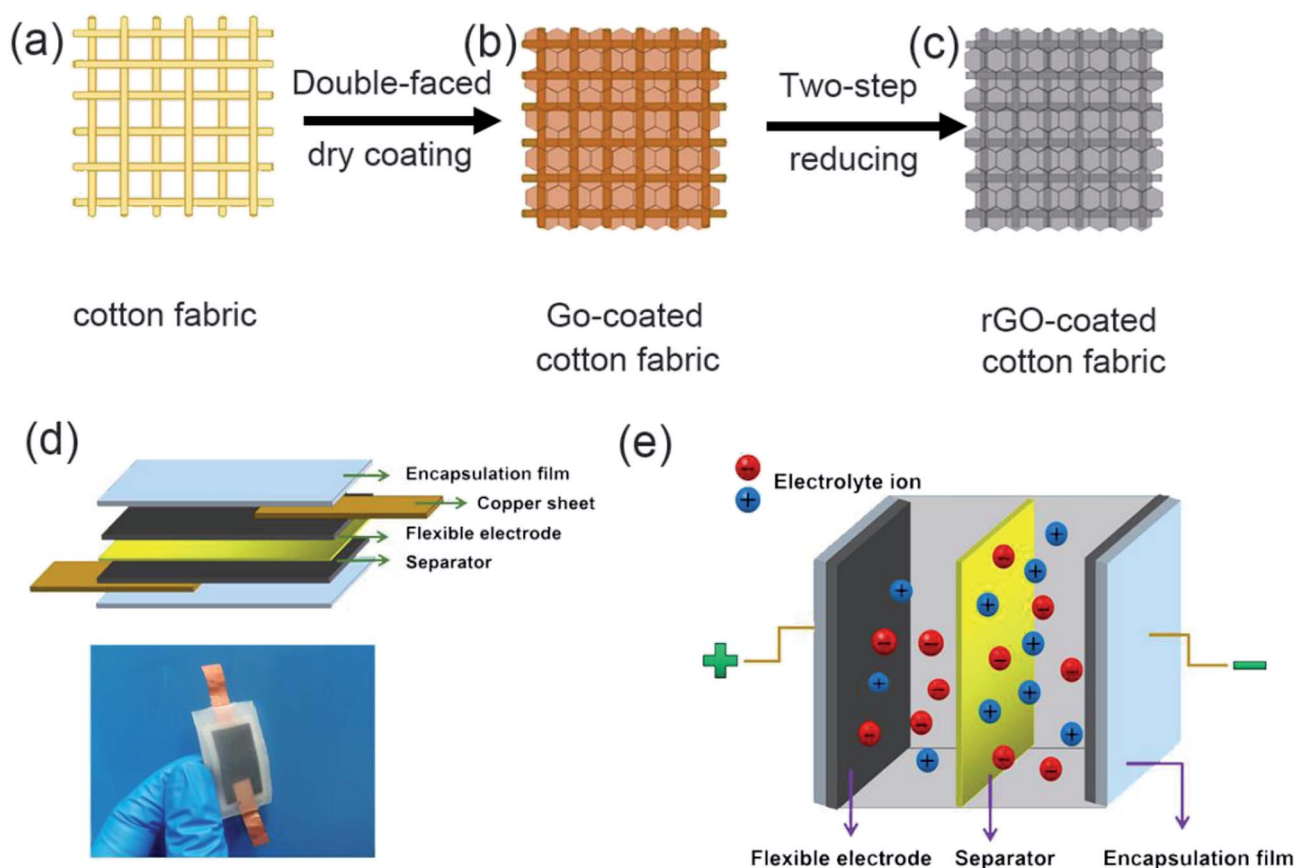 (a)
(b)
(c)
Double-faced
dry coating
Two-step
reducing
cotton fabric
Go-coated
cotton fabric
rGO-coated
cotton fabric
(d)
Encapsulation film
Copper sheet
Flexible electrode
Separator
(e)
Electrolyte ion
Flexible electrode
Separator
Encapsulation film